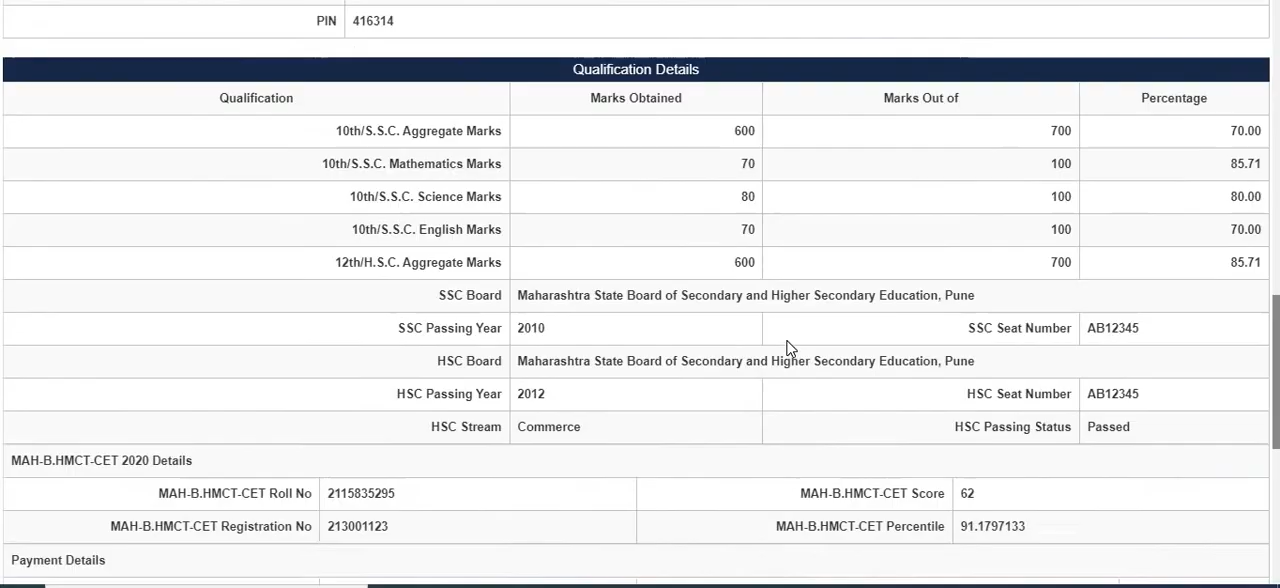 PIN 416314
Qualification Details
Qualification Marks Obtained Marks Out of Percentage
10th/S.S.C. Aggregate Marks 600 700 70.00
10th/S.S.C. Mathematics Marks 70 100 85.71
10th/S.S.C. Science Marks 80 100 80.00
10th/S.S.C. English Marks 70 100 70.00
12th/H.S.C. Aggregate Marks 600 700 85.71
SSC Board Maharashtra State Board of Secondary and Higher Secondary Education, Pune
SSC Passing Year 2010 SSC Seat Number AB12345
HSC Board Maharashtra State Board of Secondary and Higher Secondary Education, Pune
HSC Passing Year 2012 HSC Seat Number AB12345
HSC Stream Commerce HSC Passing Status Passed
MAH-B.HMCT-CET 2020 Details
MAH-B.HMCT-CET Roll No 2115835295 MAH-B.HMCT-CET Score 62
MAH-B.HMCT-CET Registration No 213001123 MAH-B.HMCT-CET Percentile 91.1797133
Payment Details